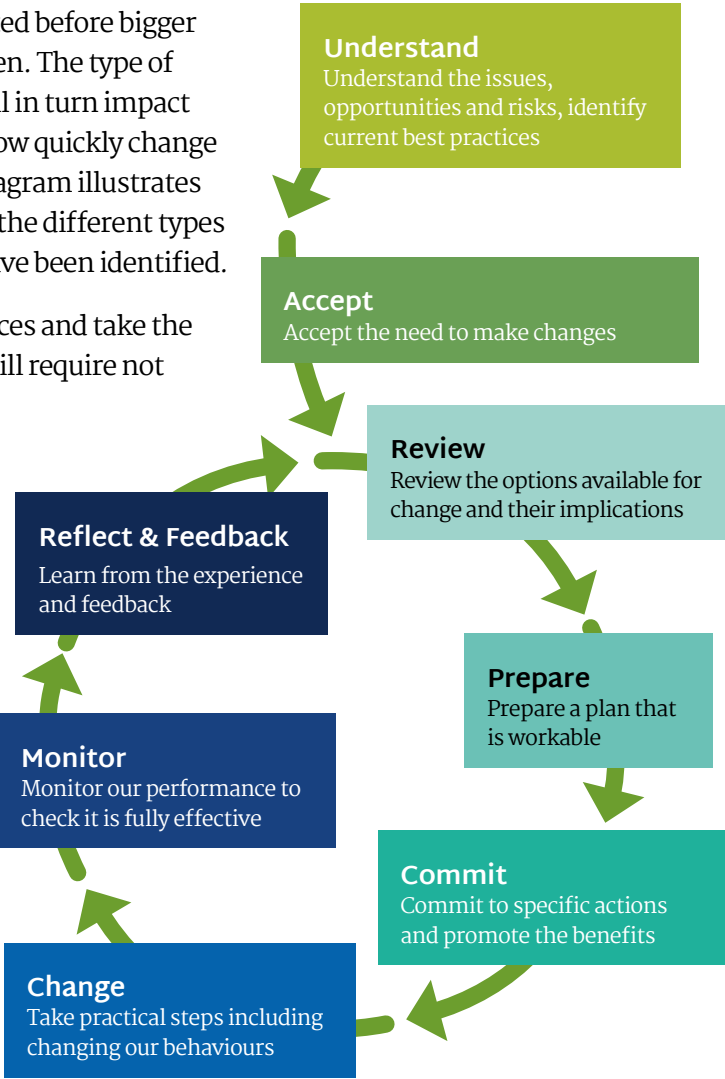 ted before bigger
en. The type of
l in turn impact
ow quickly change
agram illustrates
the different types
ve been identified.
ces and take the
ill require not
Understand
Understand the issues,
opportunities and risks, identify
current best practices
Accept
Accept the need to make changes
Review
Review the options available for
change and their implications
Prepare
Prepare a plan that
is workable
Commit
Commit to specific actions
and promote the benefits
Change
Take practical steps including
changing our behaviours
Monitor
Monitor our performance to
check it is fully effective
Reflect & Feedback
Learn from the experience
and feedback